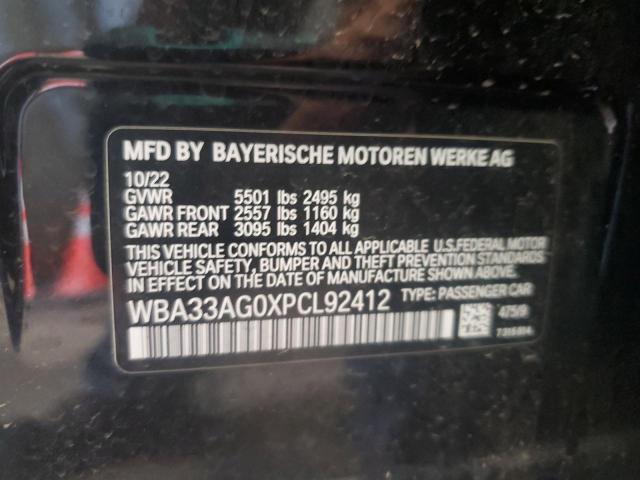 MFD BY BAYERISCHE MOTOREN WERKE AG
10/22
GVWR 5501 lbs 2495 kg
GAWR FRONT 2557 lbs 1160 kg
GAWR REAR 3095 lbs 1404 kg
THIS VEHICLE CONFORMS TO ALL APPLICABLE U.S.FEDERAL MOTOR
VEHICLE SAFETY, BUMPER AND THEFT PREVENTION STANDARDS
IN EFFECT ON THE DATE OF MANUFACTURE SHOWN ABOVE.
WBA33AG0XPCL92412 TYPE: PASSENGER CAR
475/9